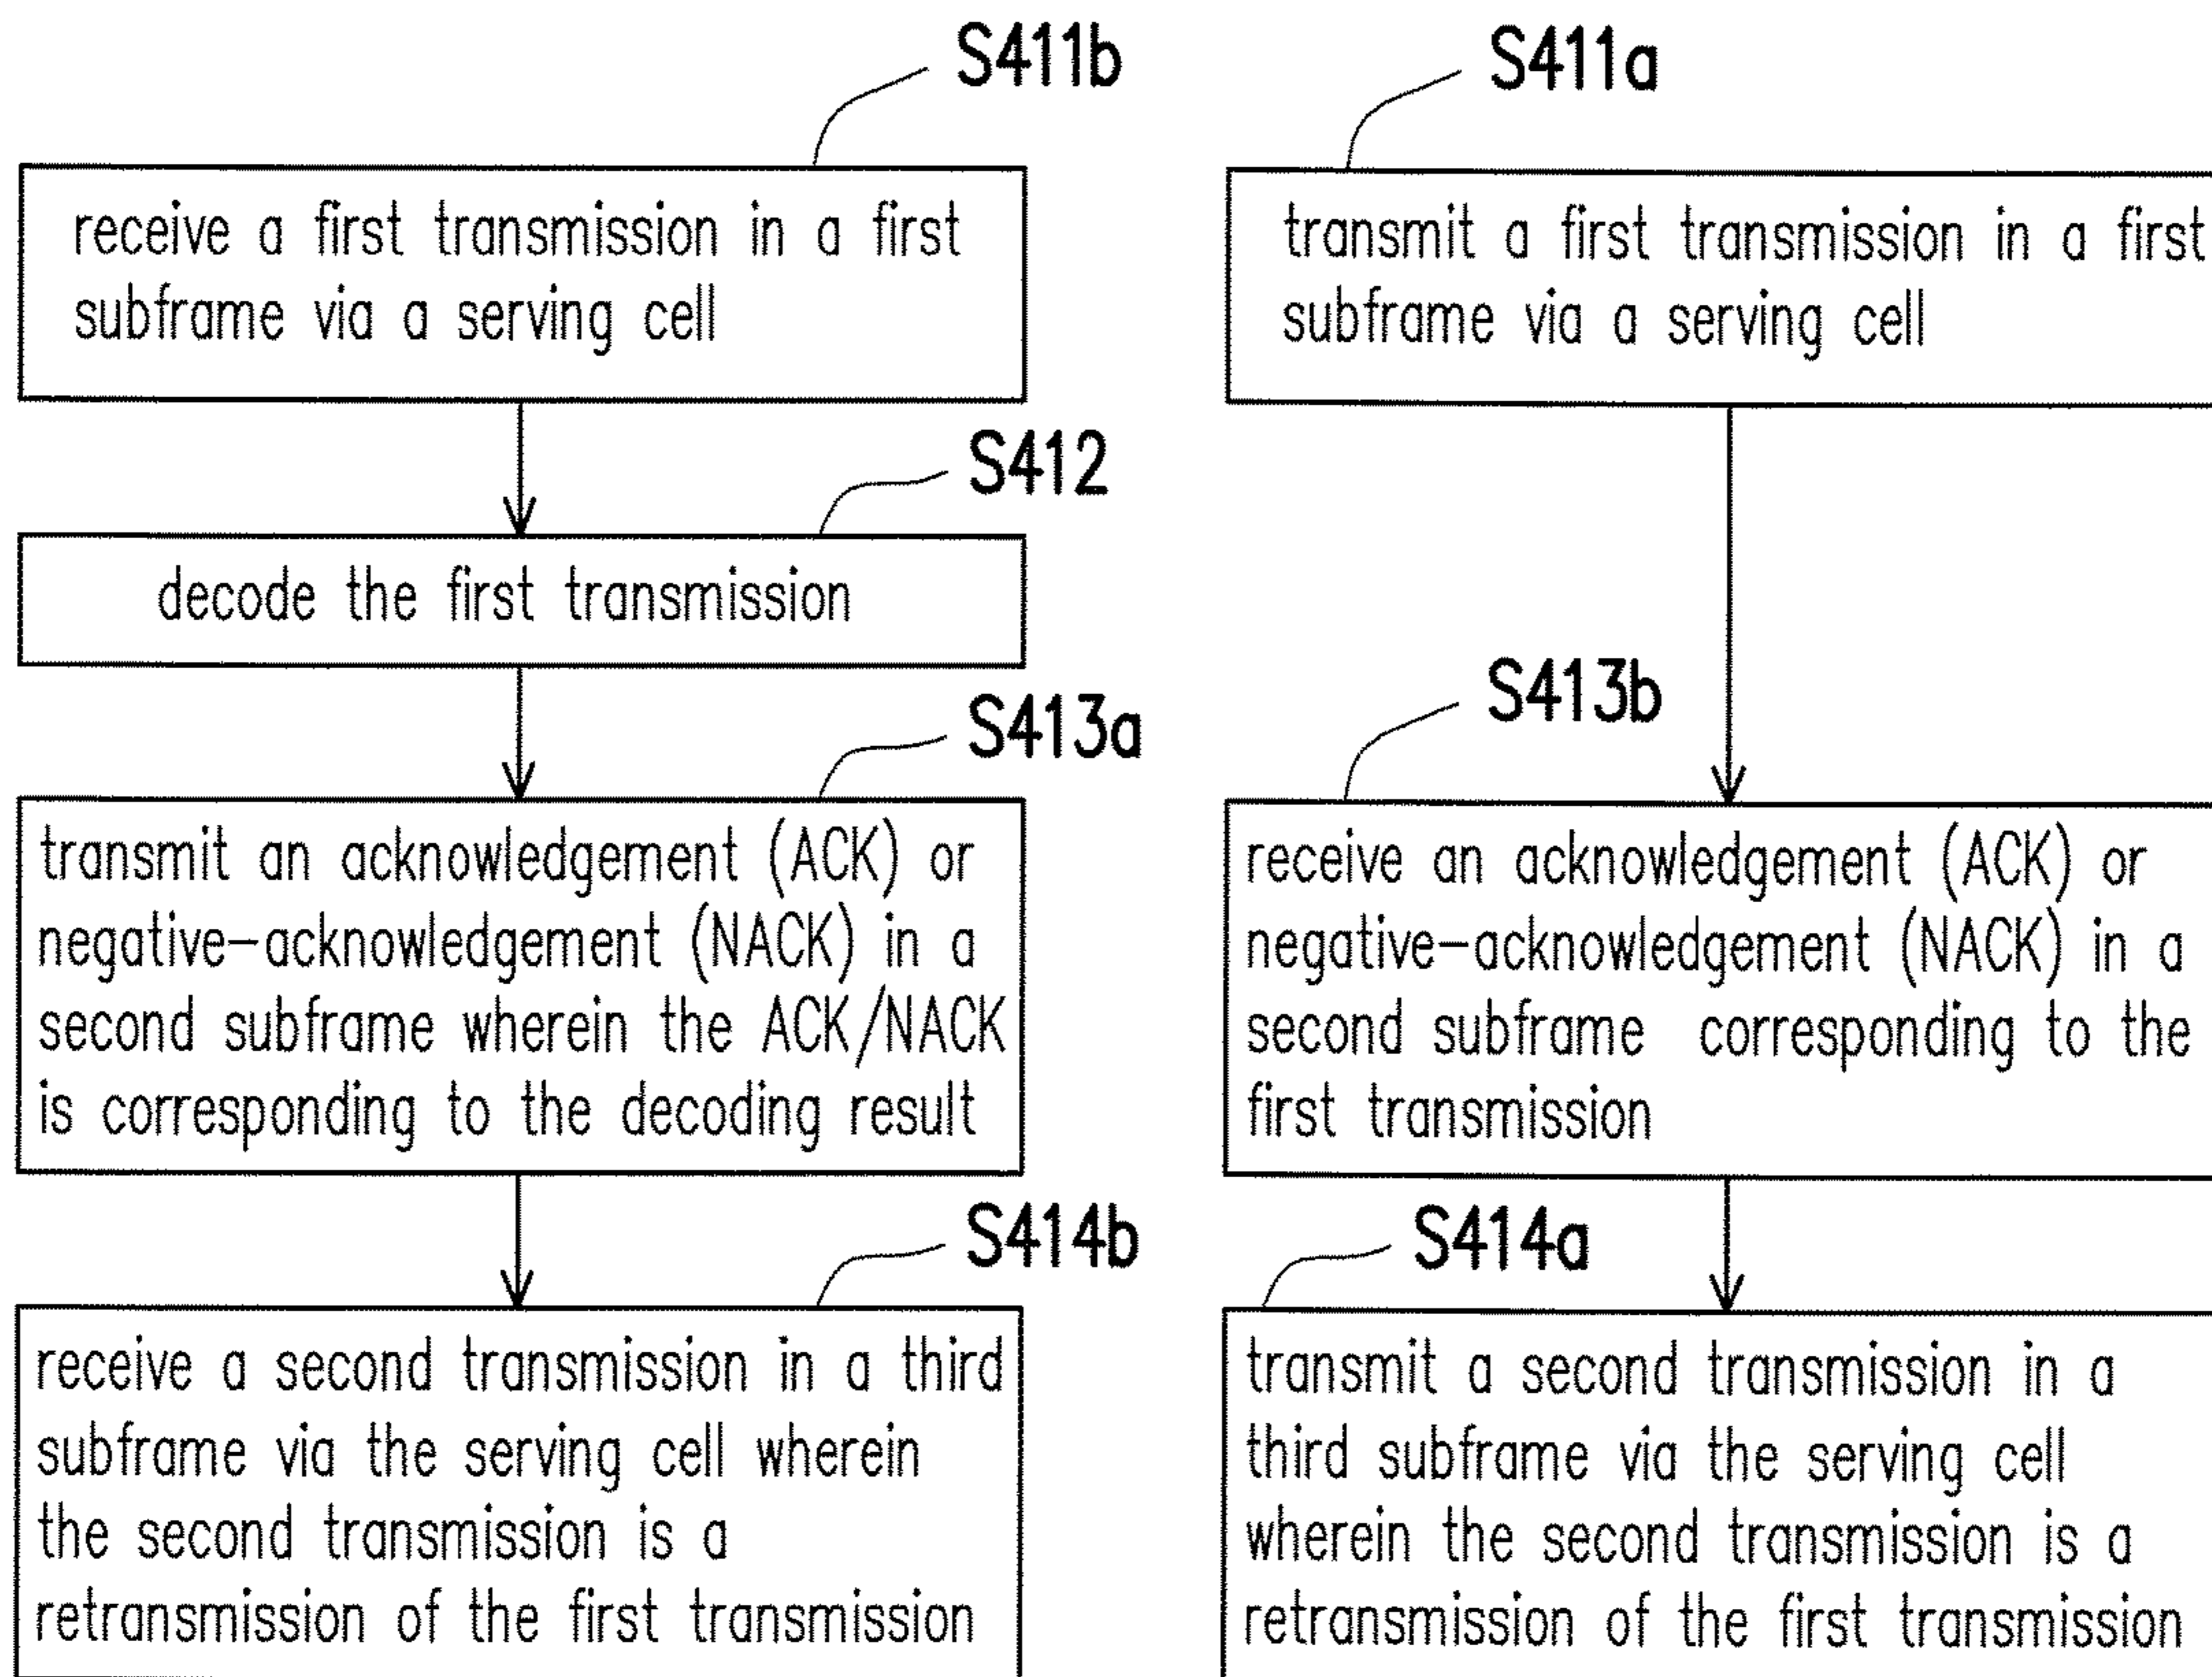 S411b
receive a first transmission in a first
subframe via a serving cell
S412
decode the first transmission
S413a
transmit an acknowledgement (ACK) or
negative-acknowledgement (NACK) in a
second subframe wherein the ACK/NACK
is corresponding to the decoding result
S414b
receive a second transmission in a third
subframe via the serving cell wherein
the second transmission is a
retransmission of the first transmission
S411a
transmit a first transmission in a first
subframe via a serving cell
S413b
receive an acknowledgement (ACK) or
negative-acknowledgement (NACK) in a
second subframe corresponding to the
first transmission
S414a
transmit a second transmission in a
third subframe via the serving cell
wherein the second transmission is a
retransmission of the first transmission